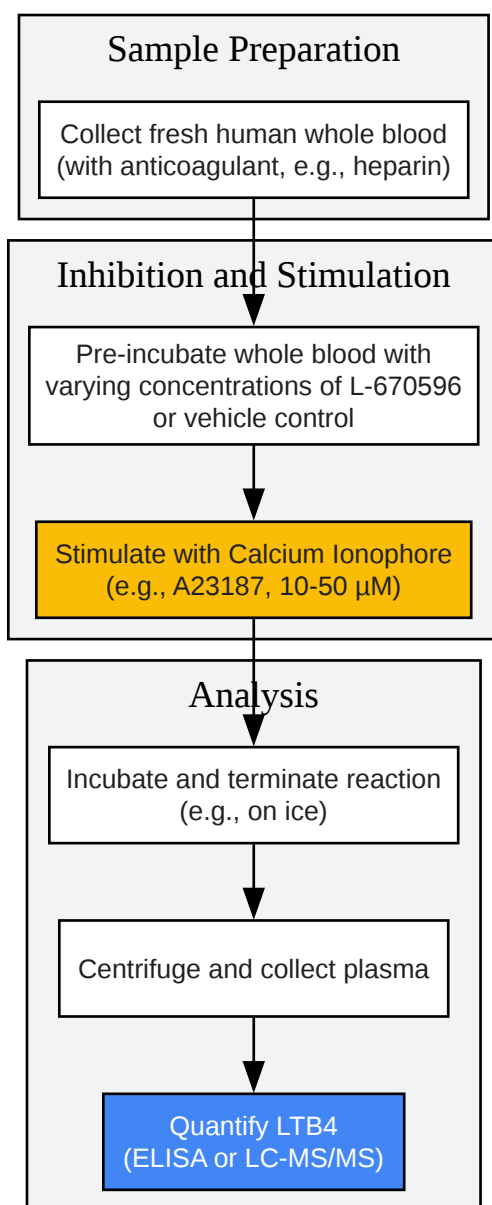 Sample Preparation
Collect fresh human whole blood
(with anticoagulant, e.g., heparin)
Inhibition and Stimulation
Pre-incubate whole blood with
varying concentrations of L-670596
or vehicle control
Stimulate with Calcium Ionophore
(e.g., A23187, 10-50 µM)
Analysis
Incubate and terminate reaction
(e.g., on ice)
Centrifuge and collect plasma
Quantify LTB4
(ELISA or LC-MS/MS)